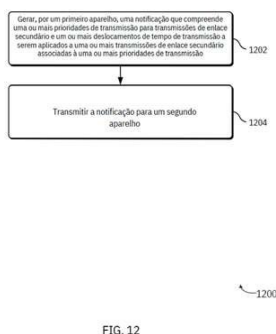 Gerar, por um primeiro aparelho, uma notificação que compreende
uma ou mais prioridades de transmissão para transmissões de enlace
secundário e um ou mais deslocamentos de tempo de transmissão a
serem aplicados a uma ou mais transmissões de enlace secundário
associadas à uma ou mais prioridades de transmissão
1202
Transmitir a notificação para um segundo
aparelho
1204
1200
FIG. 12